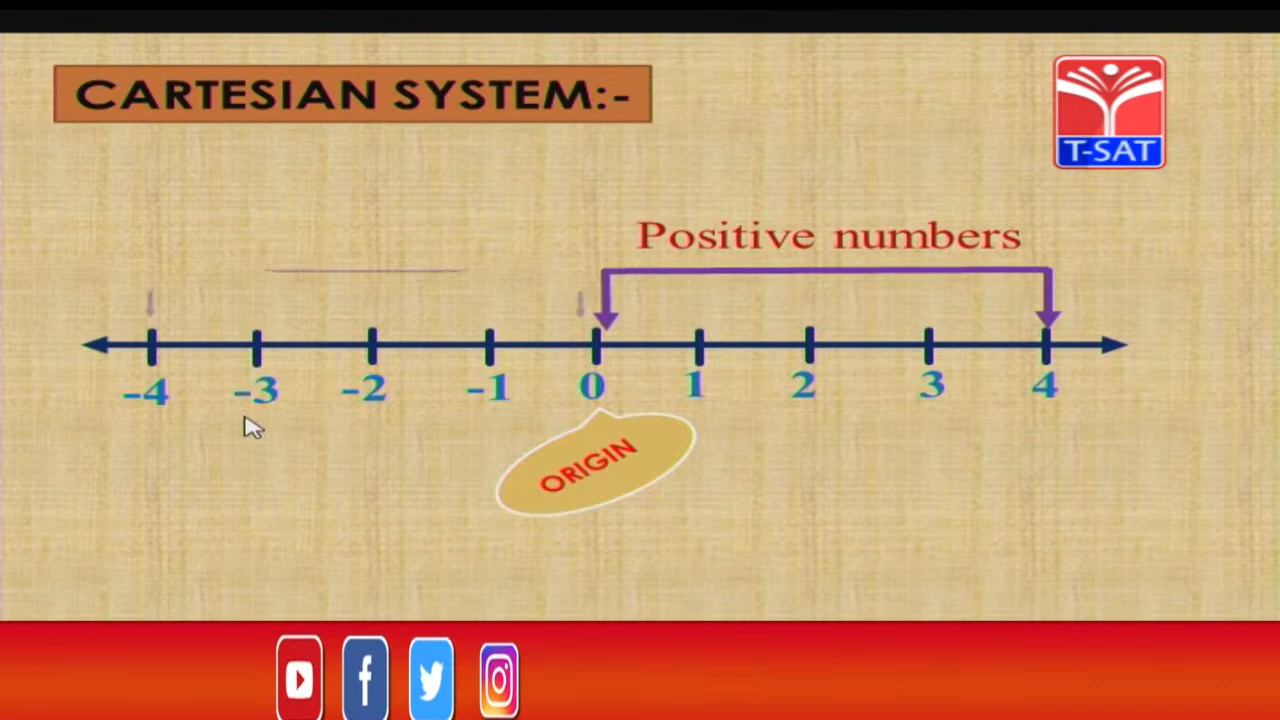 CARTESIAN SYSTEM:-
T-SAT
Positive numbers
-4 -3 -2 -1 0 1 2 3 4
ORIGIN